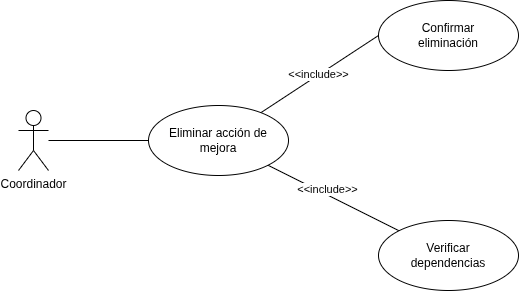 Confirmar
eliminación
<<include>>
Eliminar acción de
mejora
Coordinador
<<include>>
Verificar
dependencias